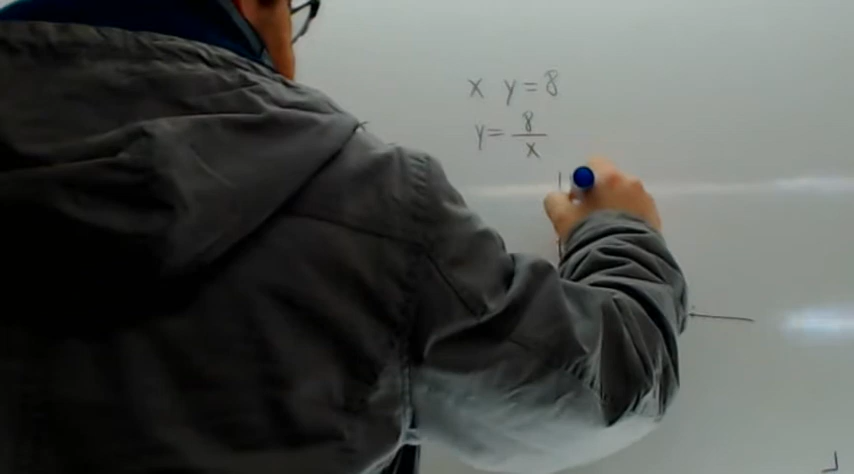 x y = 8
y = 8/x